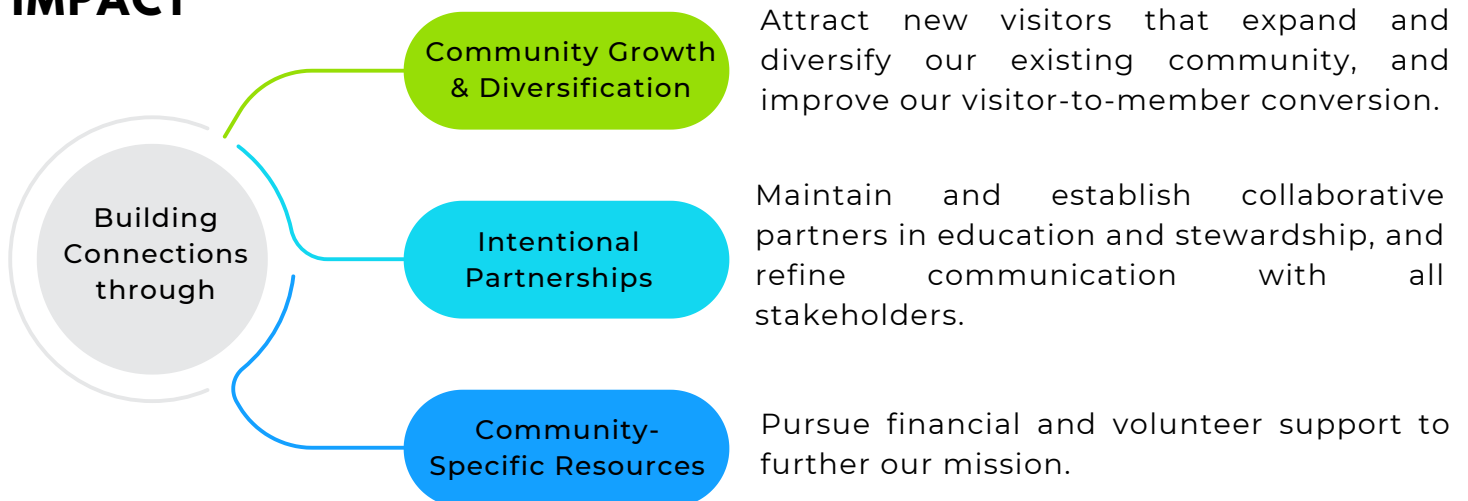 IMPACT
Building
Connections
through
Community Growth
& Diversification
Attract new visitors that expand and
diversify our existing community, and
improve our visitor-to-member conversion.
Intentional
Partnerships
Maintain and establish collaborative
partners in education and stewardship, and
refine communication with all
stakeholders.
Community-
Specific Resources
Pursue financial and volunteer support to
further our mission.